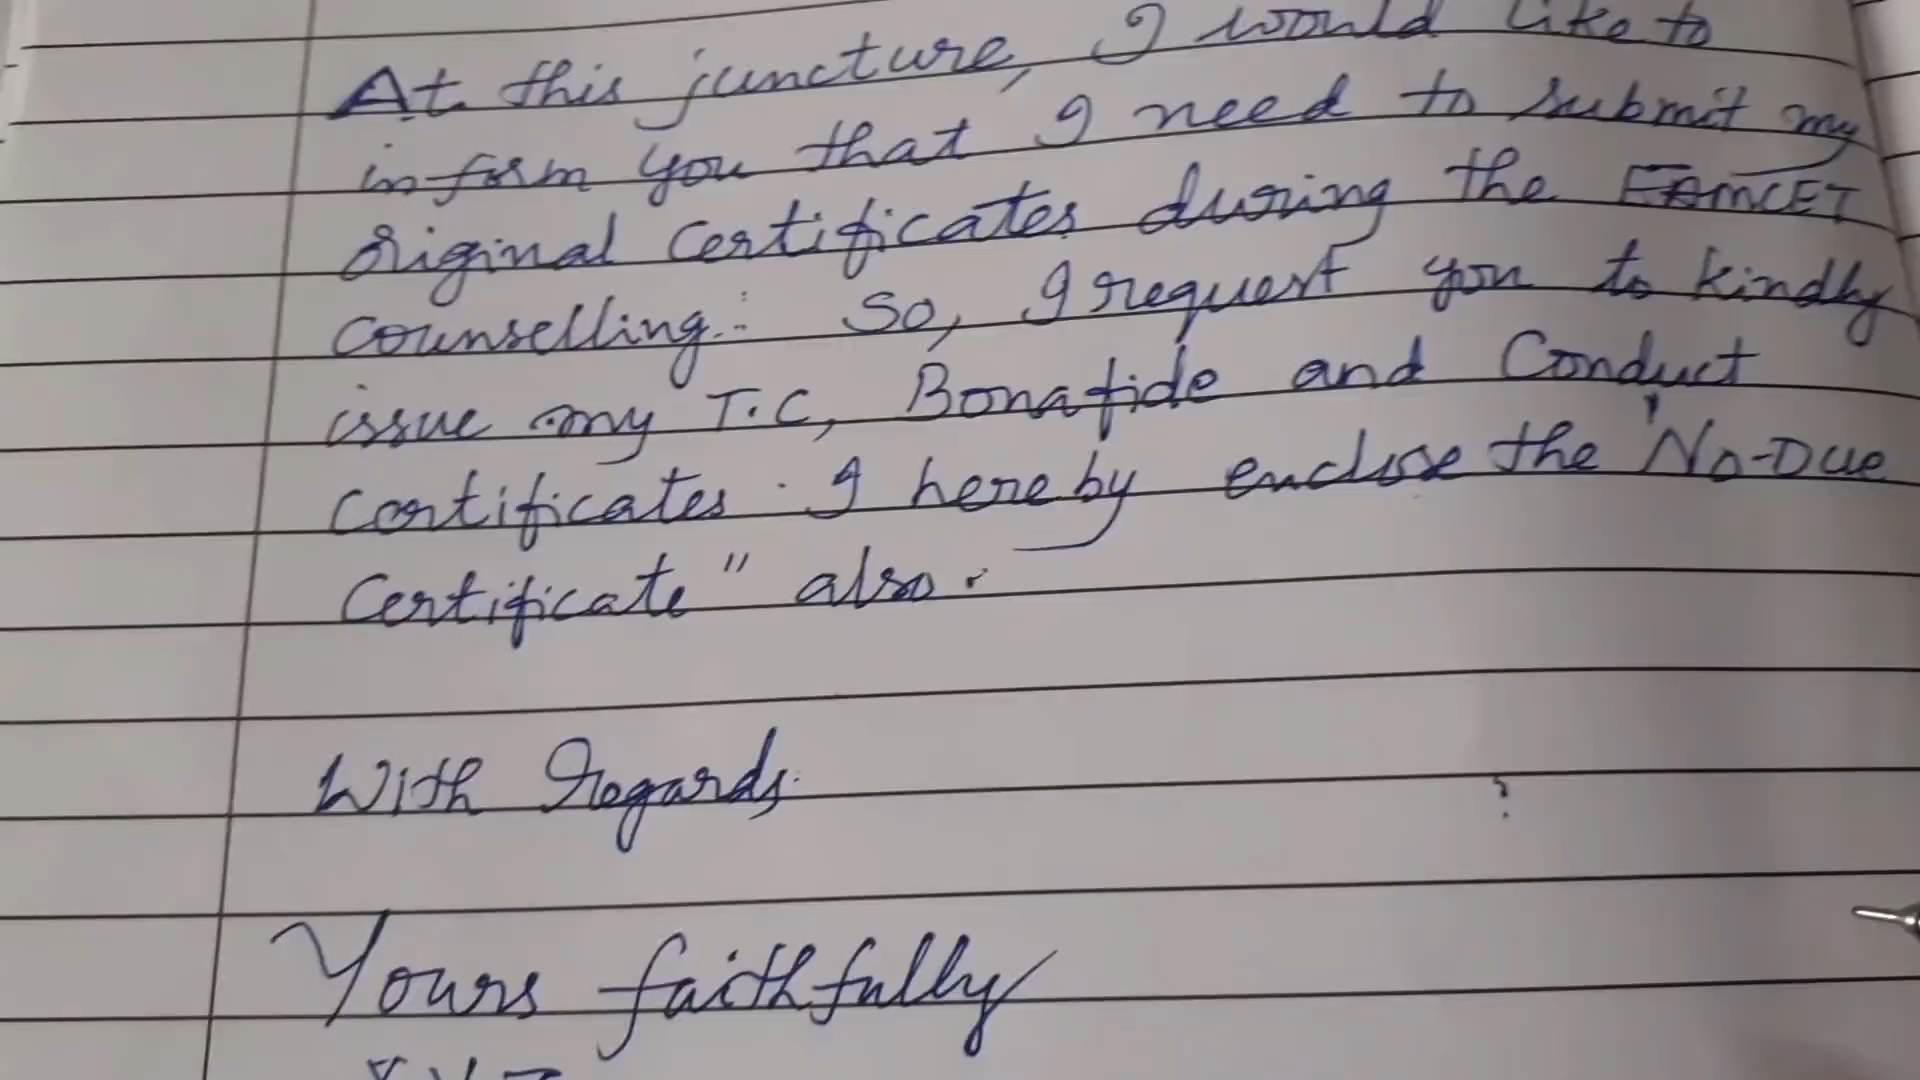 At this juncture, I would like to
inform you that I need to submit my
original certificates during the EAMCET
counselling. So, I request you to kindly
issue my T.C, Bonafide and Conduct
certificates. I hereby enclose the "No-Due
Certificate" also.
With Regards.
Yours faithfully